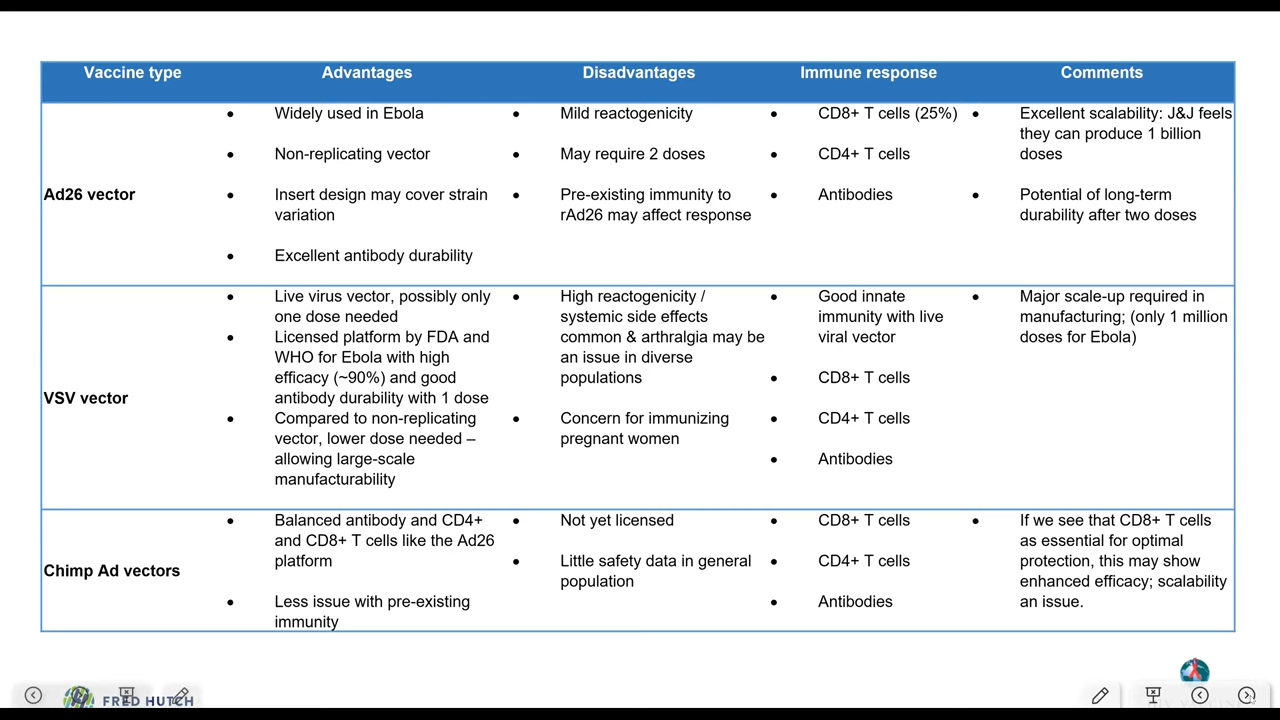 Vaccine type
Advantages
Disadvantages
Immune response
Comments
Ad26 vector
• Widely used in Ebola
• Non-replicating vector
• Insert design may cover strain
variation
• Excellent antibody durability
• Mild reactogenicity
• May require 2 doses
• Pre-existing immunity to
rAd26 may affect response
• CD8+ T cells (25%)
• CD4+ T cells
• Antibodies
• Excellent scalability: J&J feels
they can produce 1 billion
doses
• Potential of long-term
durability after two doses
VSV vector
• Live virus vector, possibly only
one dose needed
• Licensed platform by FDA and
WHO for Ebola with high
efficacy (~90%) and good
antibody durability with 1 dose
• Compared to non-replicating
vector, lower dose needed –
allowing large-scale
manufacturability
• High reactogenicity /
systemic side effects
common & arthralgia may be
an issue in diverse
populations
• Concern for immunizing
pregnant women
• Good innate
immunity with live
viral vector
• CD8+ T cells
• CD4+ T cells
• Antibodies
• Major scale-up required in
manufacturing; (only 1 million
doses for Ebola)
Chimp Ad vectors
• Balanced antibody and CD4+
and CD8+ T cells like the Ad26
platform
• Less issue with pre-existing
immunity
• Not yet licensed
• Little safety data in general
population
• CD8+ T cells
• CD4+ T cells
• Antibodies
• If we see that CD8+ T cells
as essential for optimal
protection, this may show
enhanced efficacy; scalability
an issue.
FRED HUTCH